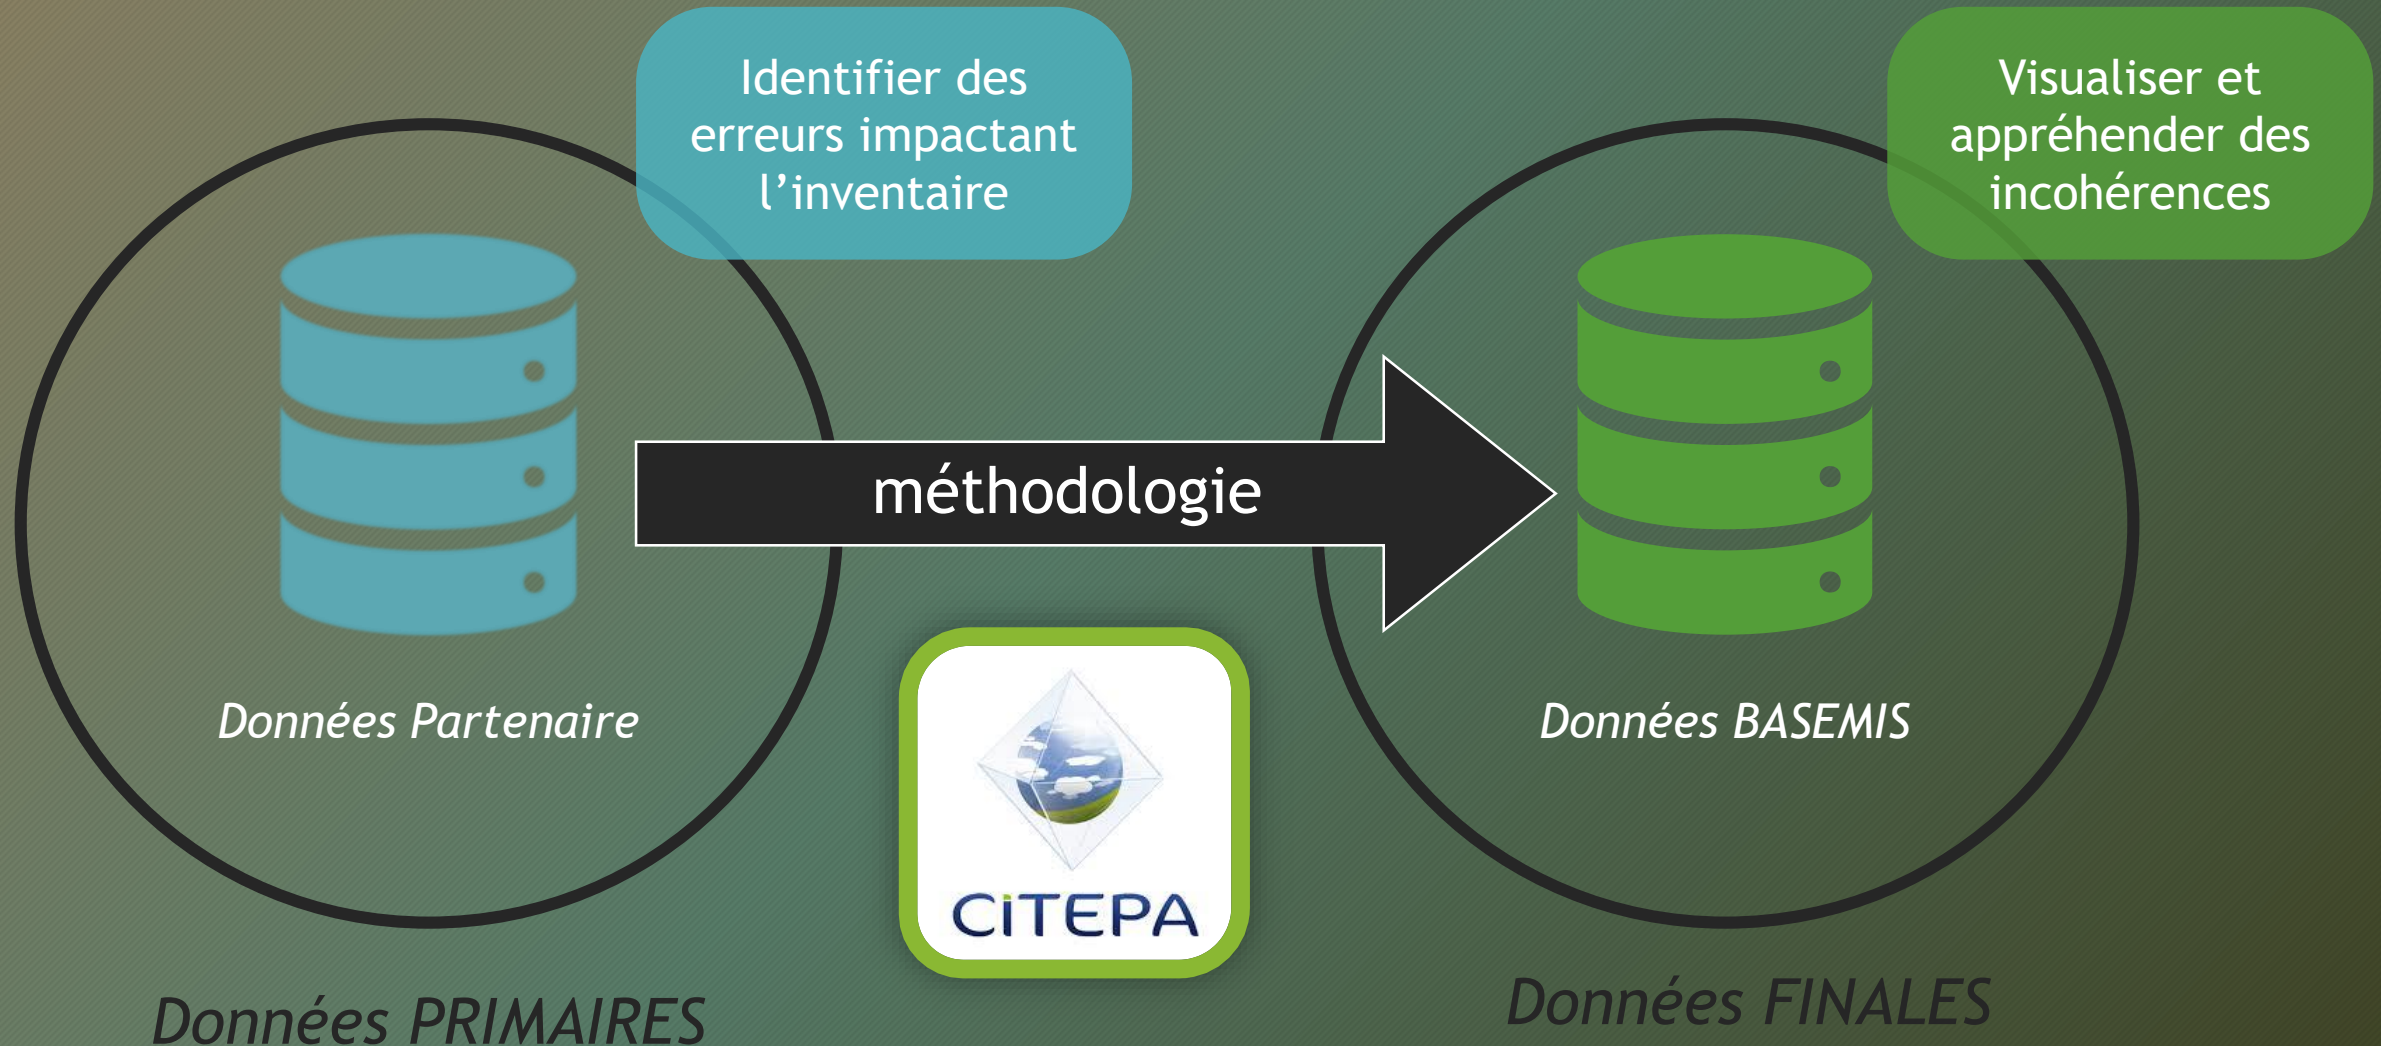 Identifier des
erreurs impactant
l’inventaire
Visualiser et
appréhender des
incohérences
méthodologie
Données Partenaire
Données BASEMIS
CiTEPA
Données PRIMAIRES
Données FINALES